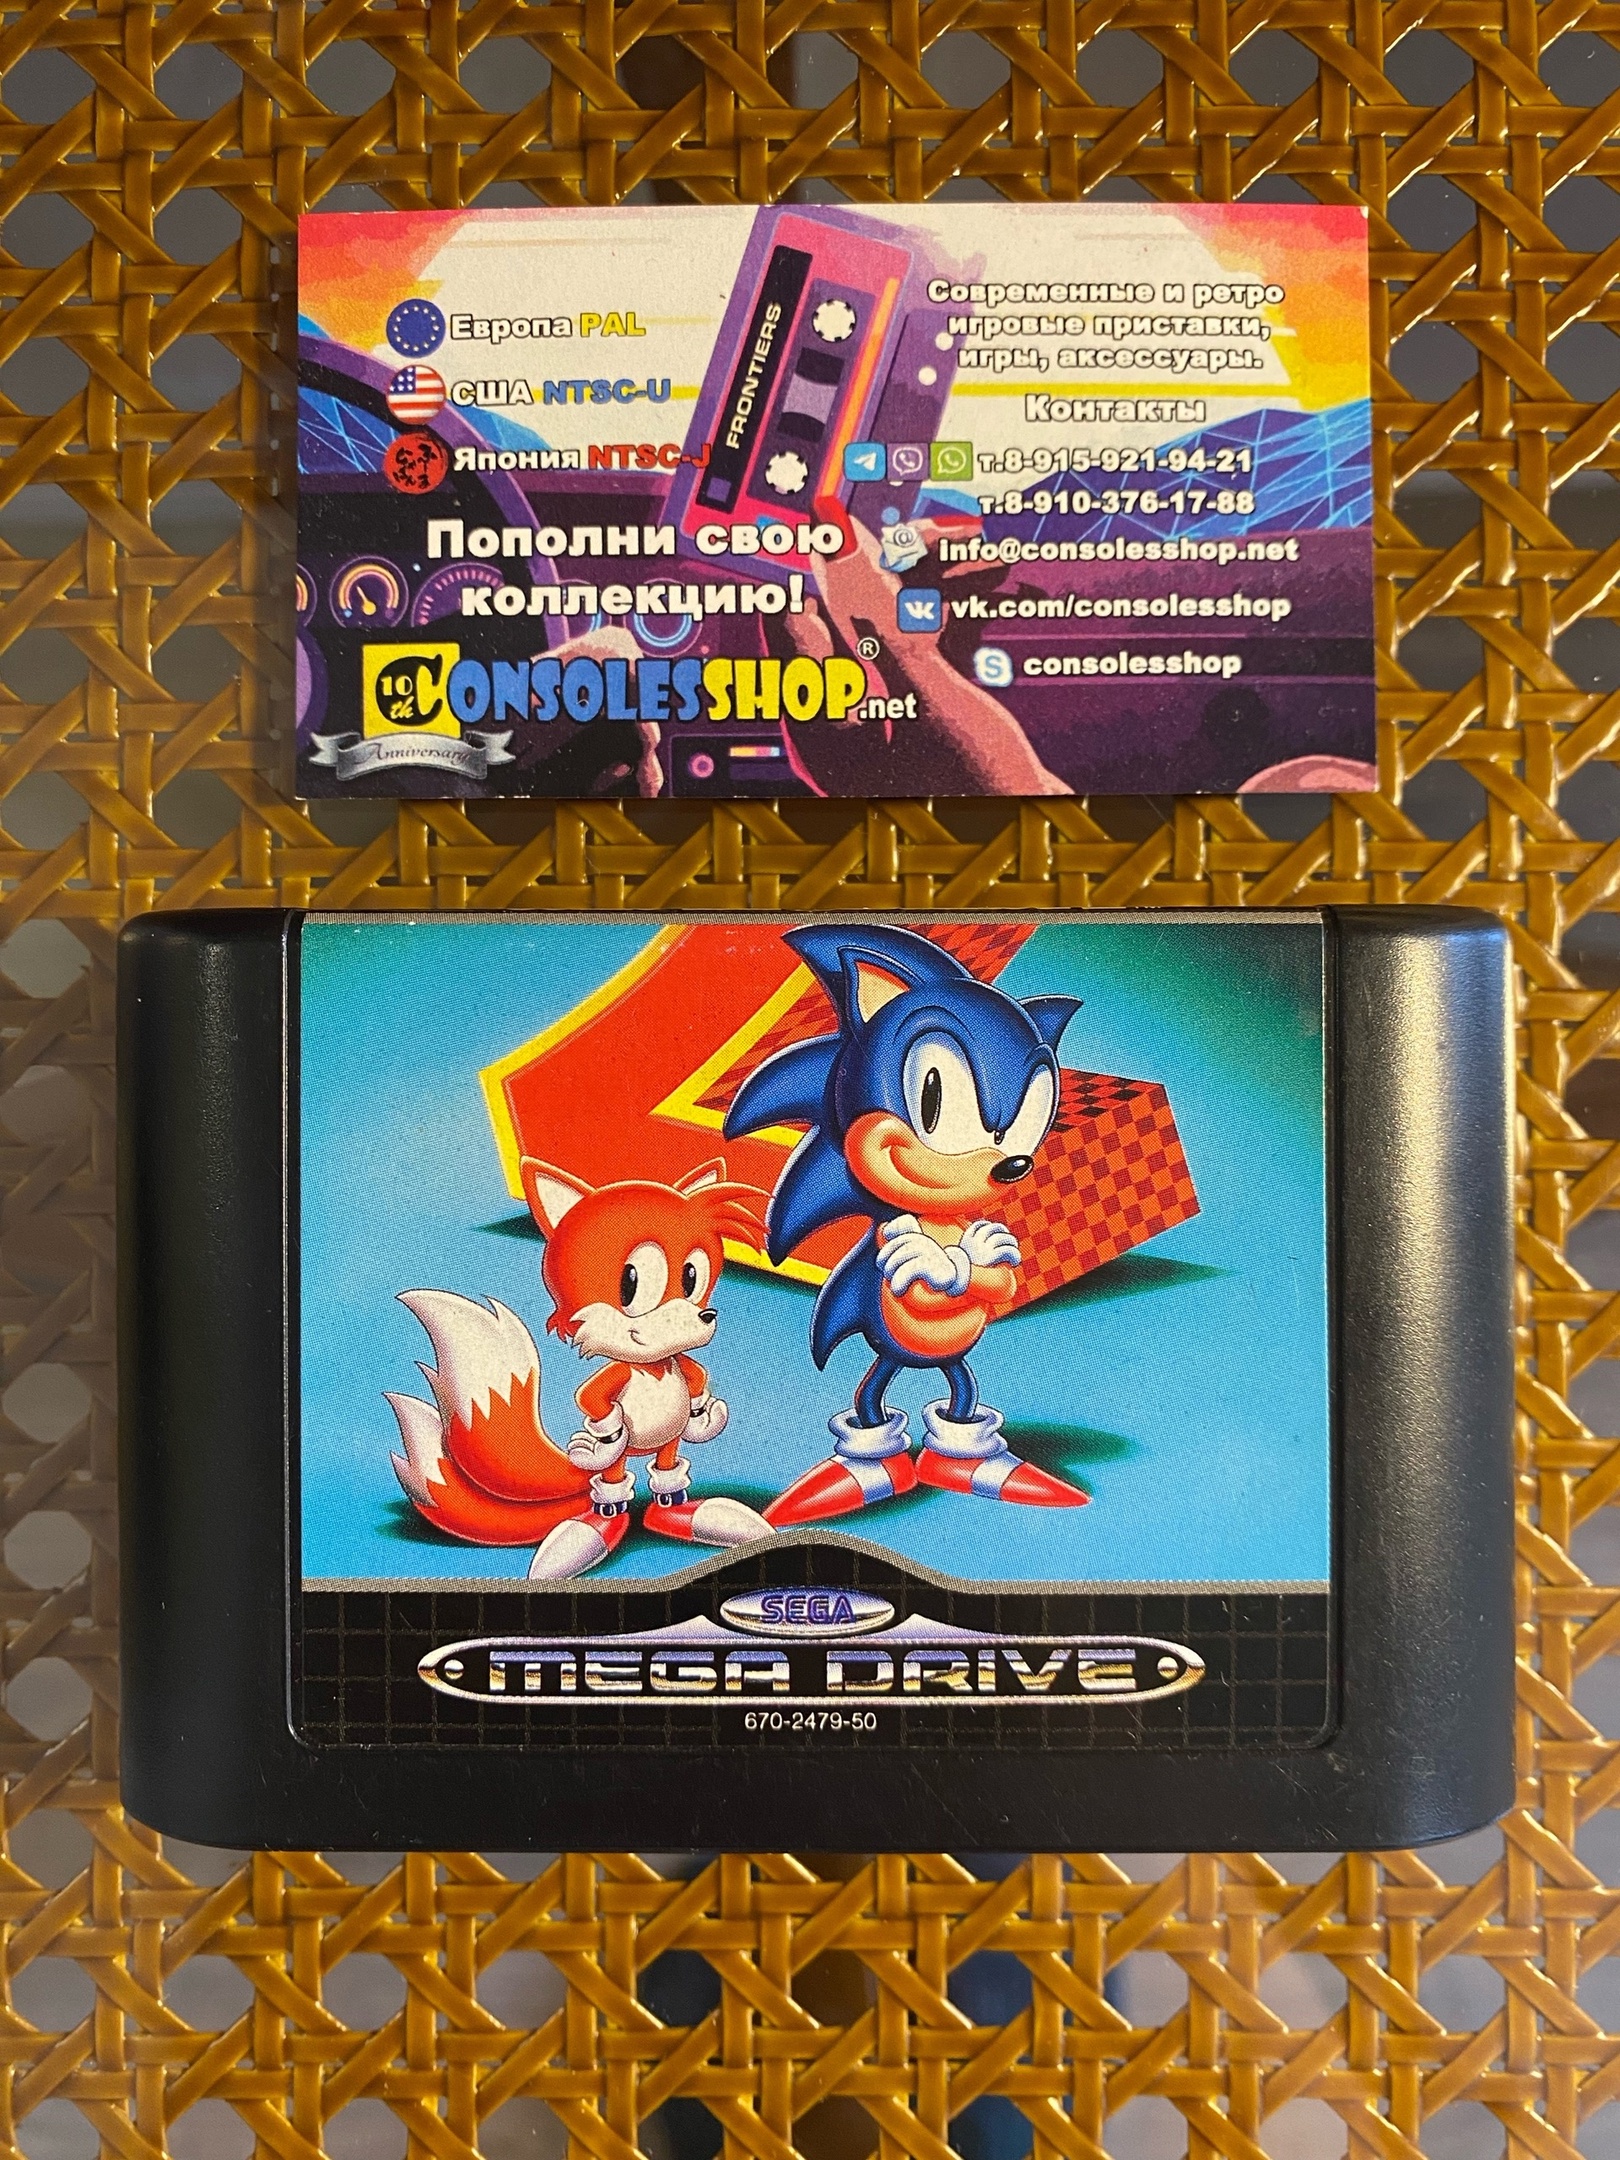 Европа PAL
США NTSC-U
Япония NTSC-J
Пополни свою
коллекцию!
10th
CONSOLESSHOP®.net
Anniversary
FRONTIERS
Современные и ретро
игровые приставки,
игры, аксессуары.
Контакты
т.8-915-921-94-21
т.8-910-376-17-88
info@consolesshop.net
vk.com/consolesshop
consolesshop
SEGA
MEGA DRIVE
670-2479-50